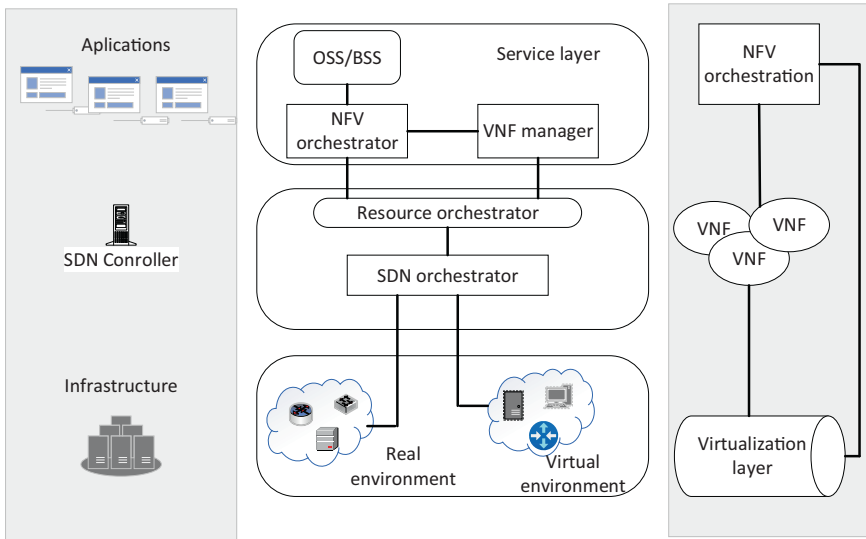 Aplications
SDN Conroller
Infrastructure
OSS/BSS
Service layer
NFV
orchestrator
VNF manager
Resource orchestrator
SDN orchestrator
Real
environment
Virtual
environment
NFV
orchestration
VNF
VNF
VNF
Virtualization
layer